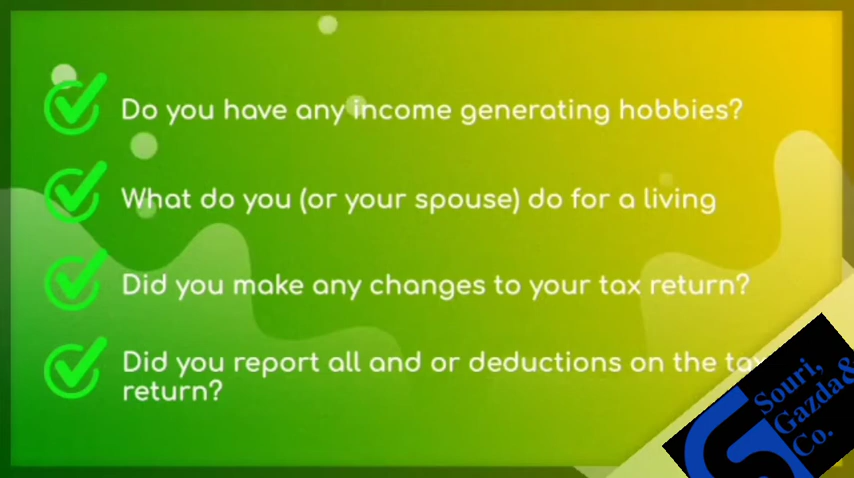 Do you have any income generating hobbies?
What do you (or your spouse) do for a living
Did you make any changes to your tax return?
Did you report all and or deductions on the tax
return?
Souri,
Gazda&
Co.